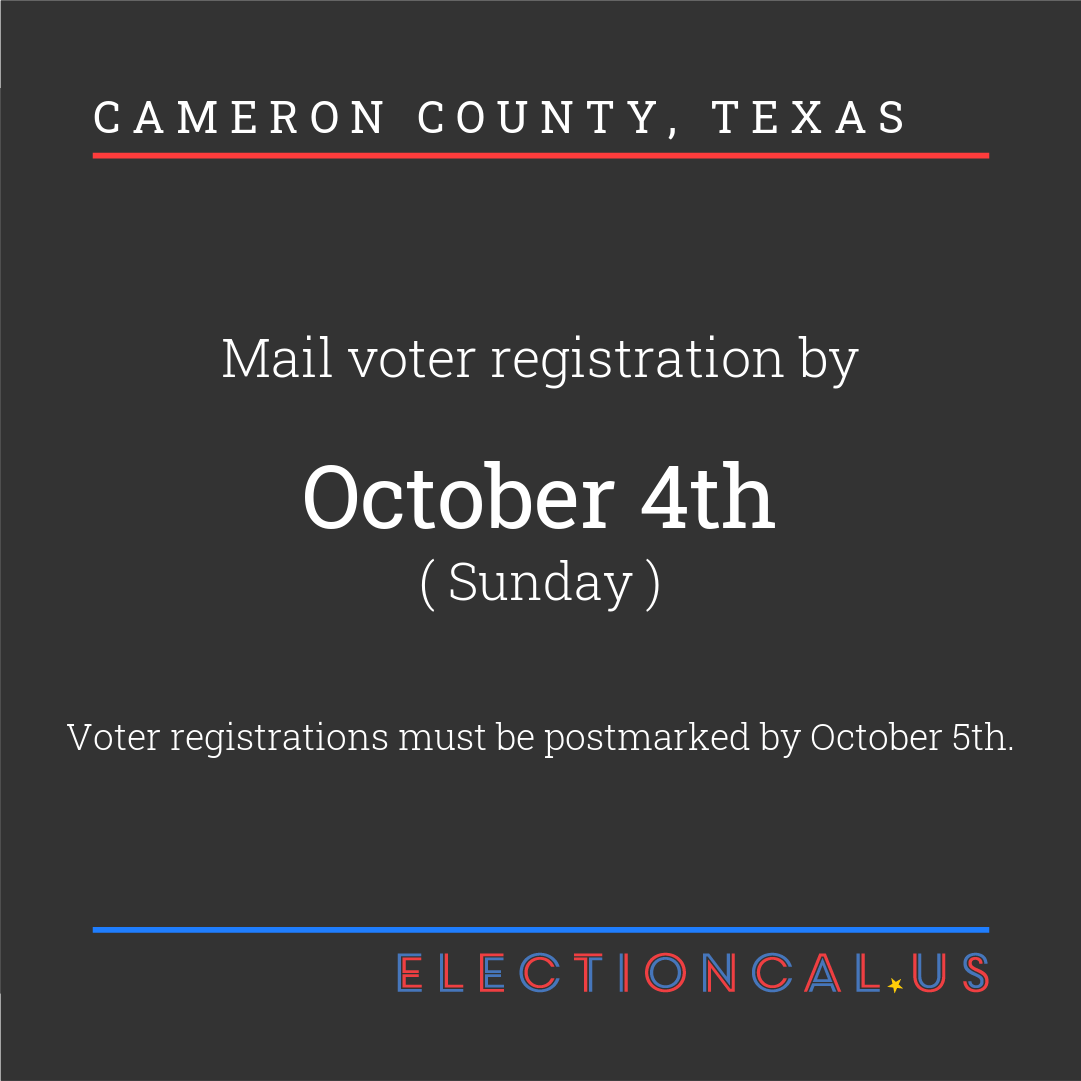 CAMERON COUNTY, TEXAS
Mail voter registration by
October 4th
( Sunday )
Voter registrations must be postmarked by October 5th.
ELECTIONCAL.US